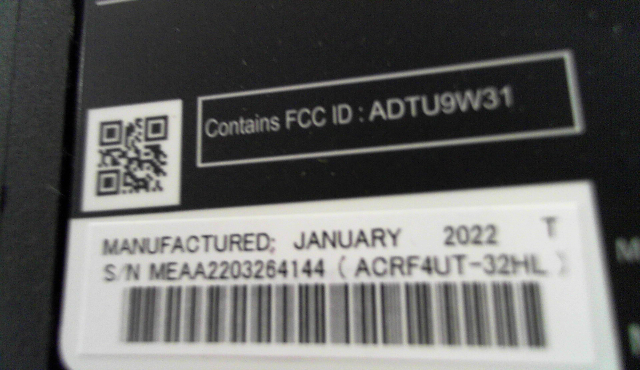 Contains FCC ID : ADTU9W31
MANUFACTURED; JANUARY 2022 T
S/N MEAA2203264144 ( ACRF4UT-32HL )